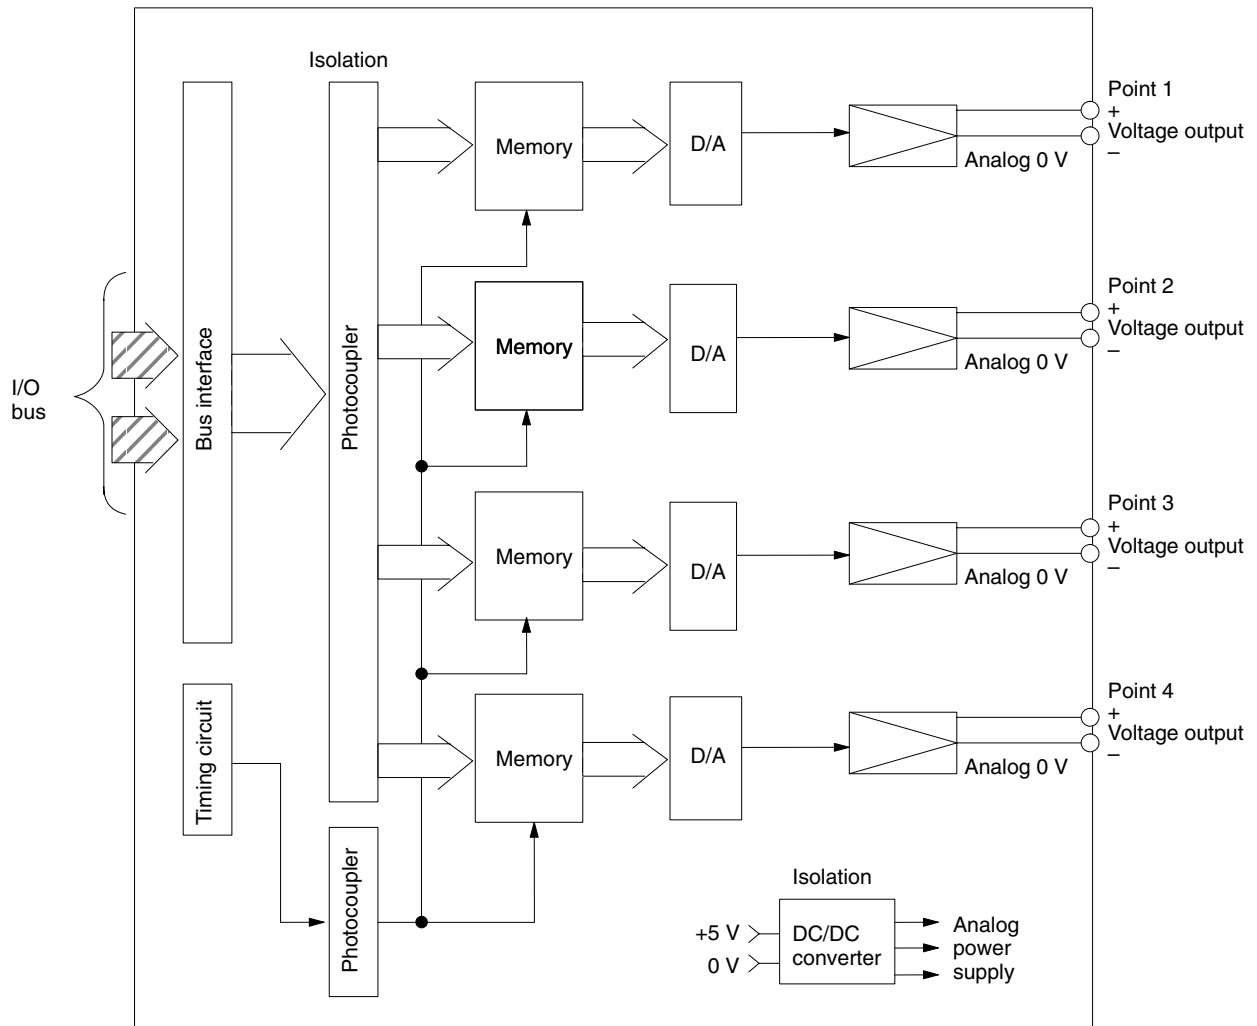 Isolation
I/O
bus
Bus interface
Photocoupler
Timing circuit
Photocoupler
Memory
D/A
Analog 0 V
Point 1
+
Voltage output
–
Memory
D/A
Analog 0 V
Point 2
+
Voltage output
–
Memory
D/A
Analog 0 V
Point 3
+
Voltage output
–
Memory
D/A
Analog 0 V
Point 4
+
Voltage output
–
Isolation
+5 V
0 V
DC/DC
converter
Analog
power
supply